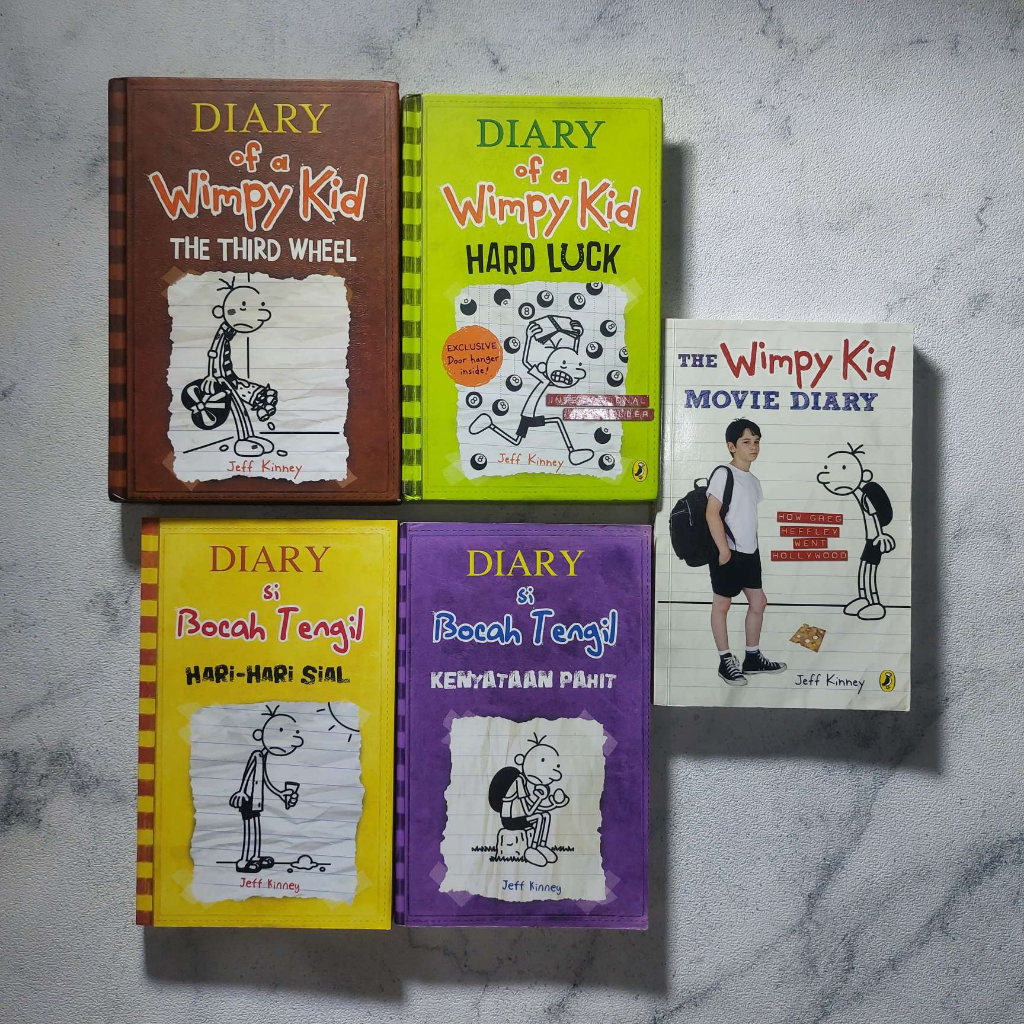 DIARY
of a
Wimpy Kid
THE THIRD WHEEL
Jeff Kinney
DIARY
of a
Wimpy Kid
HARD LUCK
EXCLUSIVE
Door hanger
inside!
INTERNATIONAL
BESTSELLER
Jeff Kinney
THE Wimpy Kid
MOVIE DIARY
HOW GREG
HEFFLEY
WENT
HOLLYWOOD
Jeff Kinney
DIARY
si
Bocah Tengil
HARI-HARI SIAL
Jeff Kinney
DIARY
si
Bocah Tengil
KENYATAAN PAHIT
Jeff Kinney